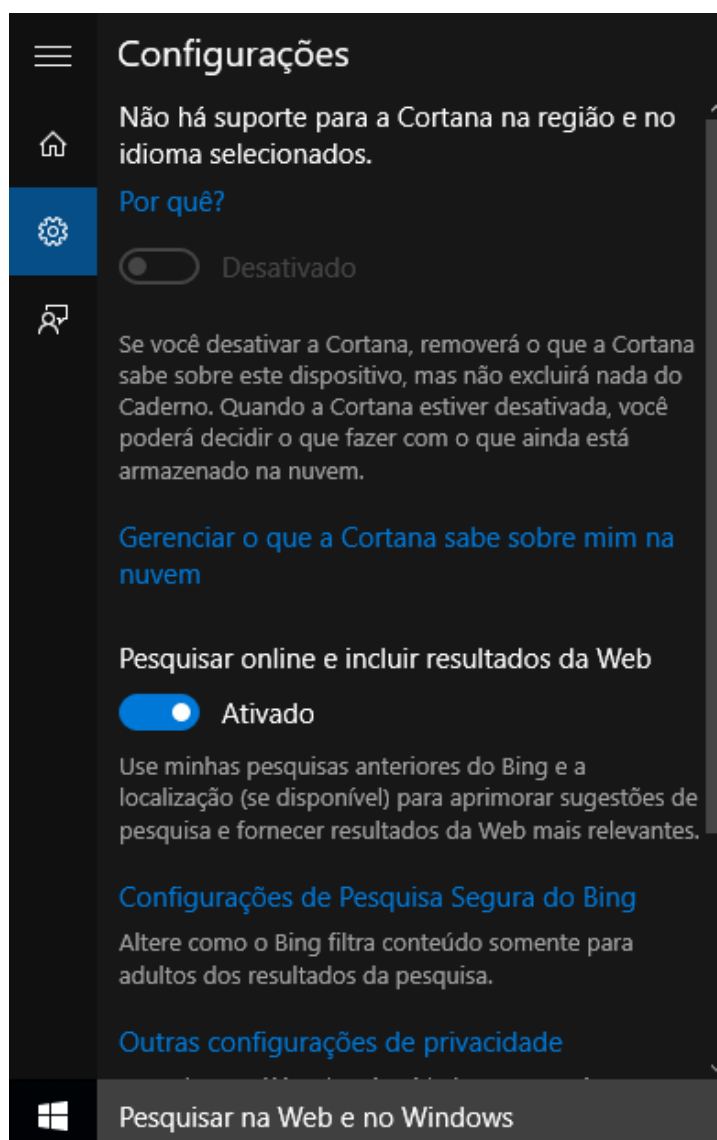 Configurações
Não há suporte para a Cortana na região e no
idioma selecionados.
Por quê?
Desativado
Se você desativar a Cortana, removerá o que a Cortana
sabe sobre este dispositivo, mas não excluirá nada do
Caderno. Quando a Cortana estiver desativada, você
poderá decidir o que fazer com o que ainda está
armazenado na nuvem.
Gerenciar o que a Cortana sabe sobre mim na
nuvem
Pesquisar online e incluir resultados da Web
Ativado
Use minhas pesquisas anteriores do Bing e a
localização (se disponível) para aprimorar sugestões de
pesquisa e fornecer resultados da Web mais relevantes.
Configurações de Pesquisa Segura do Bing
Altere como o Bing filtra conteúdo somente para
adultos dos resultados da pesquisa.
Outras configurações de privacidade
Pesquisar na Web e no Windows